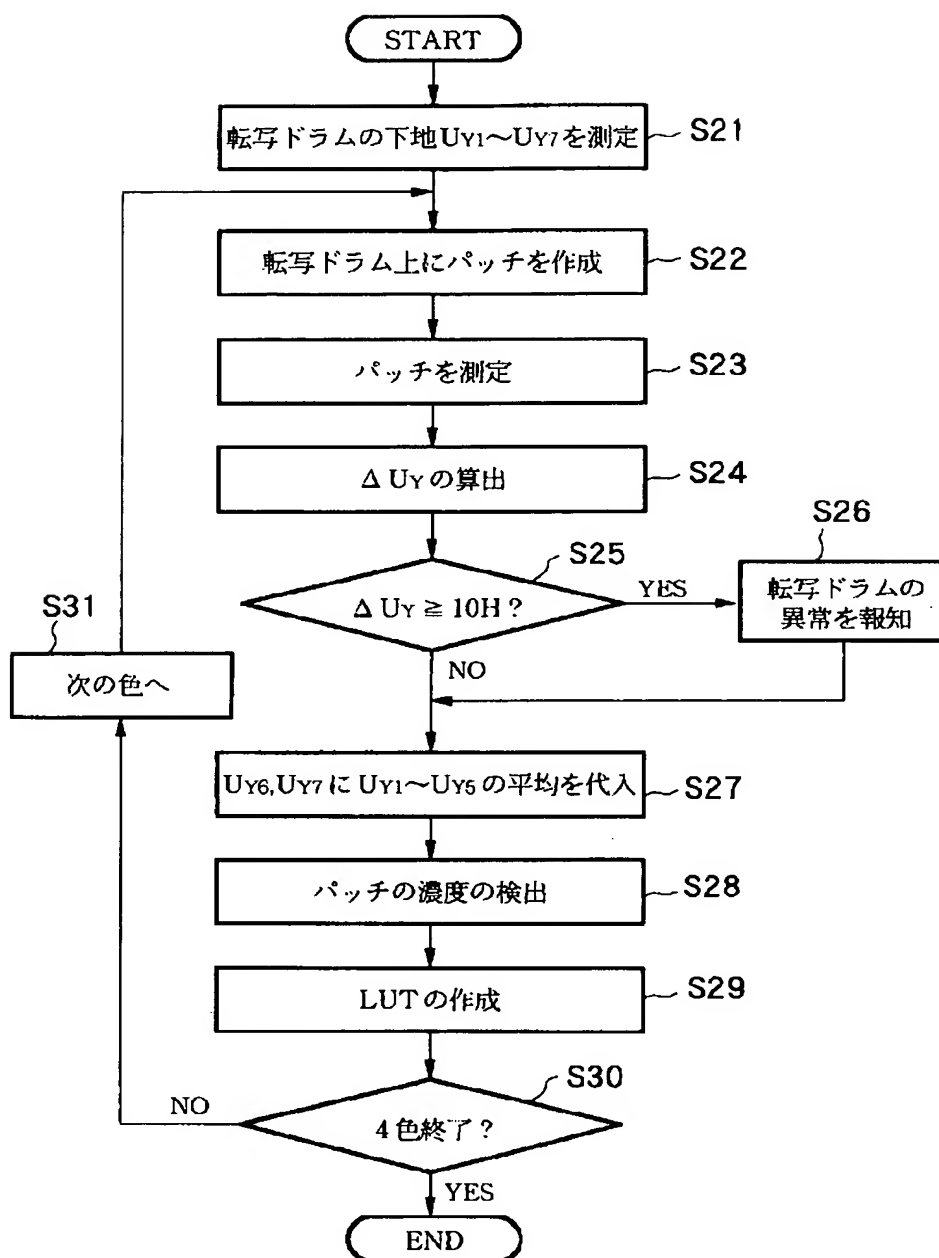 START
転写ドラムの下地UY1〜UY7を測定
S21
転写ドラム上にパッチを作成
S22
パッチを測定
S23
ΔUYの算出
S24
S25
ΔUY≧10H?
YES
S26
転写ドラムの
異常を報知
NO
S31
次の色へ
UY6,UY7にUY1〜UY5の平均を代入
S27
パッチの濃度の検出
S28
LUTの作成
S29
S30
4色終了?
NO
YES
END